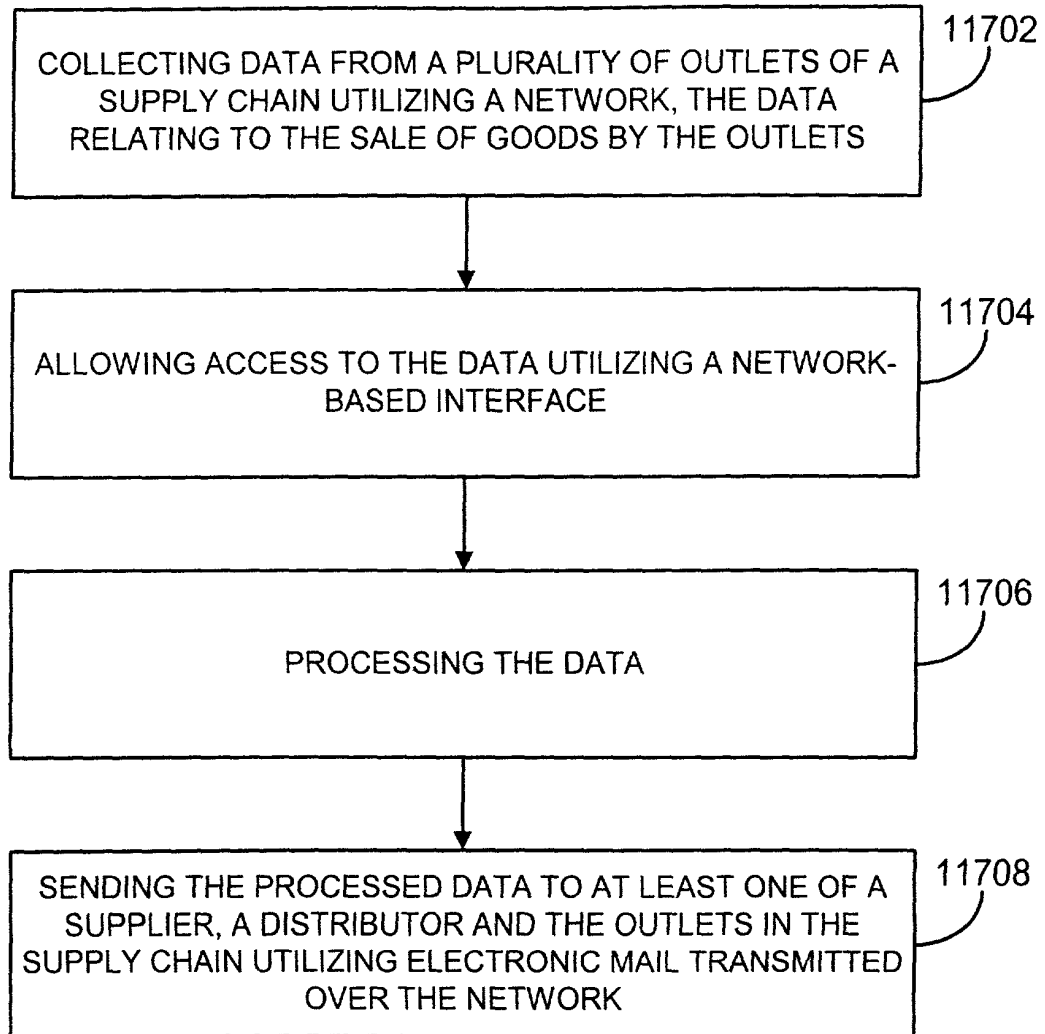 11702
COLLECTING DATA FROM A PLURALITY OF OUTLETS OF A
SUPPLY CHAIN UTILIZING A NETWORK, THE DATA
RELATING TO THE SALE OF GOODS BY THE OUTLETS
11704
ALLOWING ACCESS TO THE DATA UTILIZING A NETWORK-
BASED INTERFACE
11706
PROCESSING THE DATA
11708
SENDING THE PROCESSED DATA TO AT LEAST ONE OF A
SUPPLIER, A DISTRIBUTOR AND THE OUTLETS IN THE
SUPPLY CHAIN UTILIZING ELECTRONIC MAIL TRANSMITTED
OVER THE NETWORK